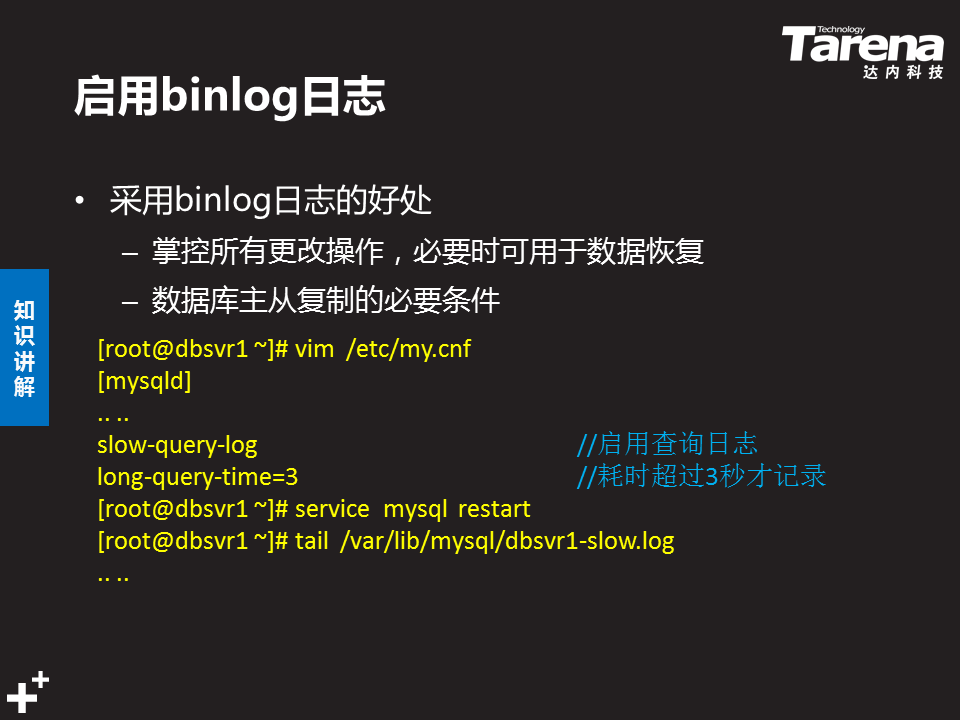 Technology
Tarena
达内科技
启用binlog日志
• 采用binlog日志的好处
– 掌控所有更改操作，必要时可用于数据恢复
– 数据库主从复制的必要条件
知识讲解
[root@dbsvr1 ~]# vim /etc/my.cnf
[mysqld]
.. ..
slow-query-log //启用查询日志
long-query-time=3 //耗时超过3秒才记录
[root@dbsvr1 ~]# service mysql restart
[root@dbsvr1 ~]# tail /var/lib/mysql/dbsvr1-slow.log
.. ..